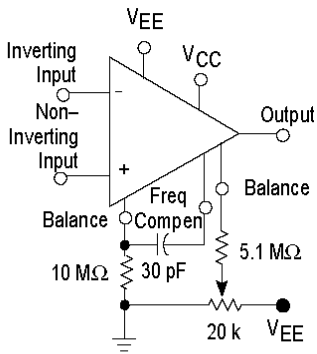 VEE
Inverting
Input
VCC
Non–
Inverting
Input
Output
−
+
Freq
Compen
Balance
Balance
10 MΩ
30 pF
5.1 MΩ
20 k
VEE